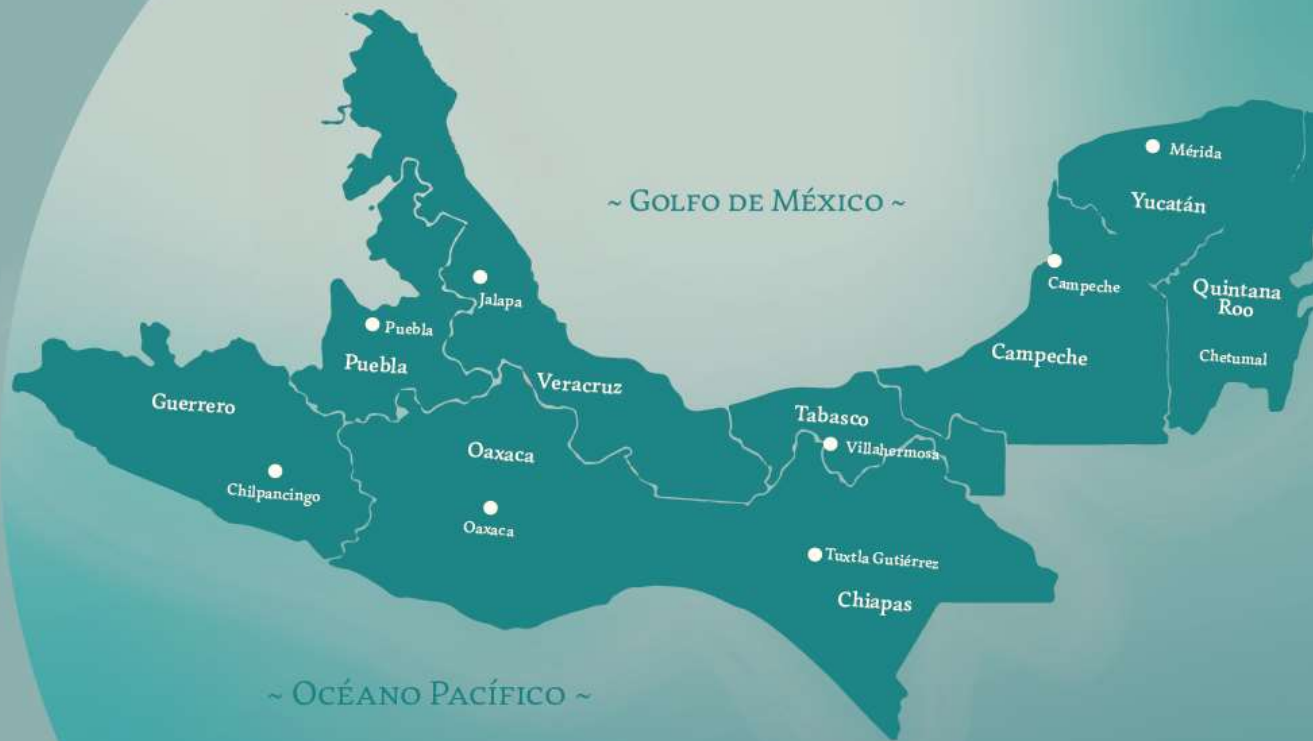 Mérida
~ Golfo de México ~
Yucatán
Jalapa
Campeche
Quintana
Roo
Puebla
Puebla
Veracruz
Campeche
Chetumal
Guerrero
Tabasco
Oaxaca
Villahermosa
Chilpancingo
Oaxaca
Tuxtla Gutiérrez
Chiapas
~ Océano Pacífico ~